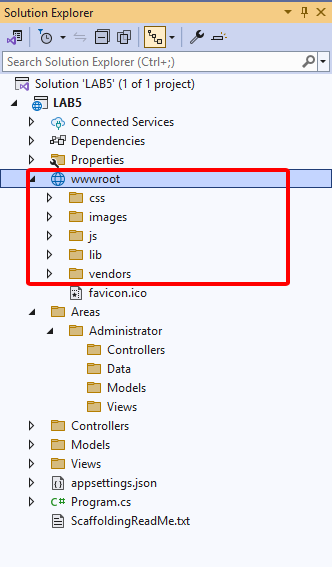 Solution Explorer
Search Solution Explorer (Ctrl+;)
Solution 'LAB5' (1 of 1 project)
LAB5
Connected Services
Dependencies
Properties
wwwroot
css
images
js
lib
vendors
favicon.ico
Areas
Administrator
Controllers
Data
Models
Views
Controllers
Models
Views
appsettings.json
C# Program.cs
ScaffoldingReadMe.txt